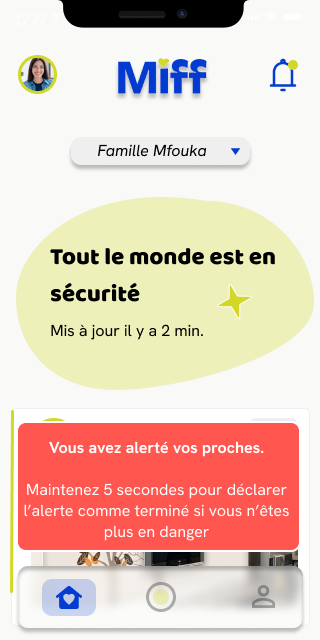 Miff
Famille Mfouka
Tout le monde est en
sécurité
Mis à jour il y a 2 min.
Vous avez alerté vos proches.
Maintenez 5 secondes pour déclarer
l'alerte comme terminé si vous n'êtes
plus en danger